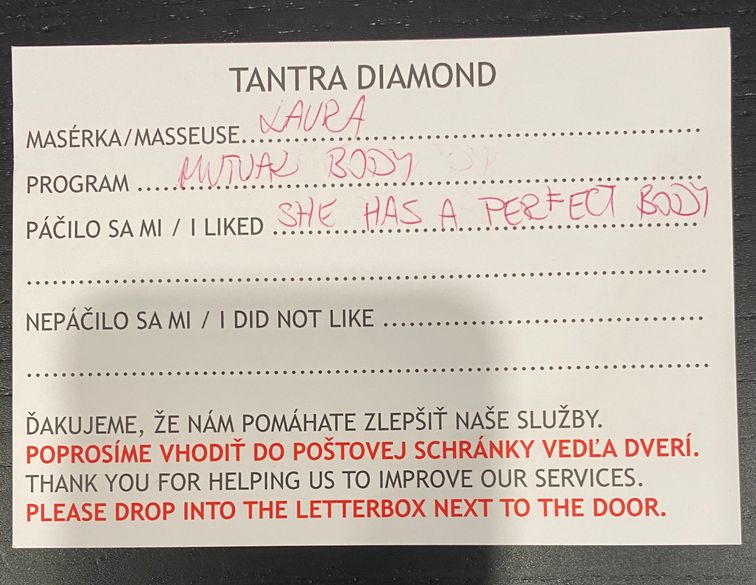 TANTRA DIAMOND
MASÉRKA/MASSEUSE LAURA
PROGRAM MUTUAL BODY
PÁČILO SA MI / I LIKED SHE HAS A PERFECT BODY
NEPÁČILO SA MI / I DID NOT LIKE
ĎAKUJEME, ŽE NÁM POMÁHATE ZLEPŠIŤ NAŠE SLUŽBY.
POPROSÍME VHODIŤ DO POŠTOVEJ SCHRÁNKY VEDĽA DVERÍ.
THANK YOU FOR HELPING US TO IMPROVE OUR SERVICES.
PLEASE DROP INTO THE LETTERBOX NEXT TO THE DOOR.